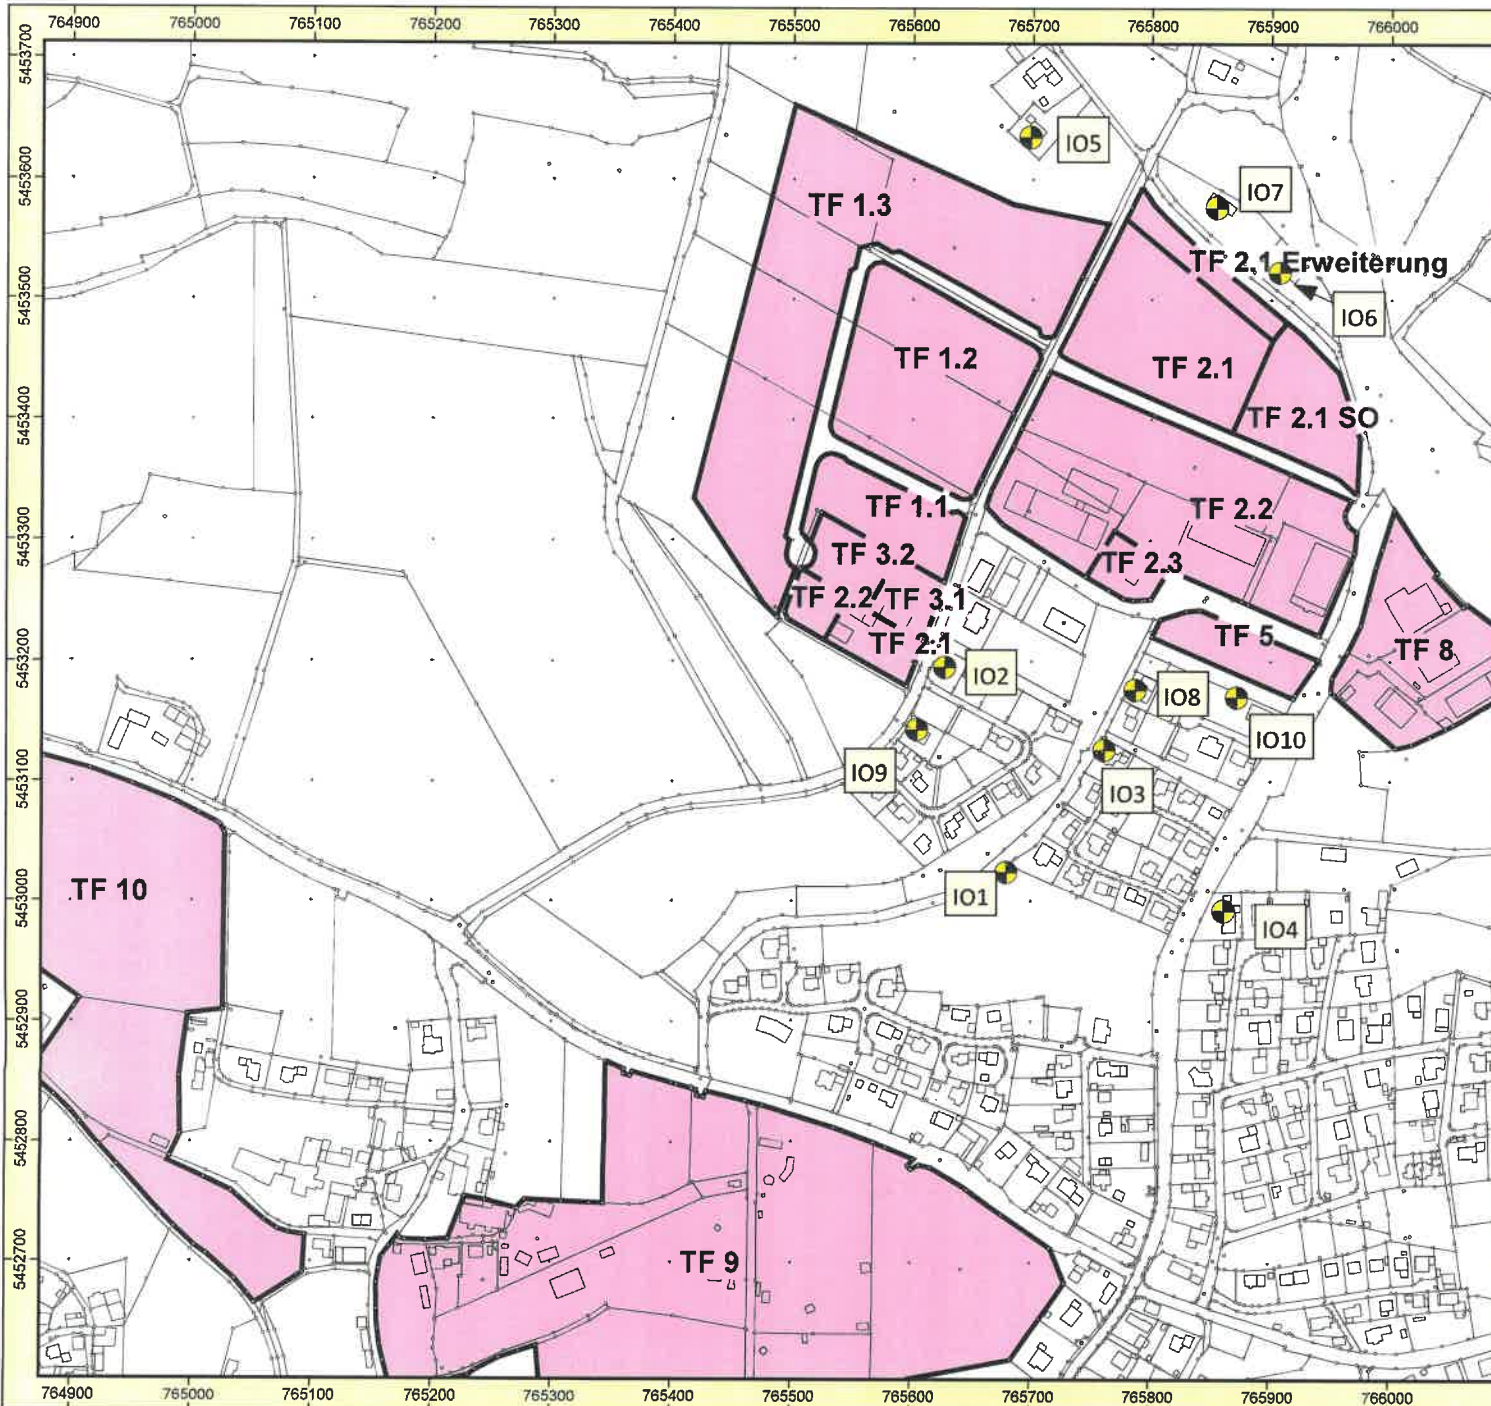 764900 765000 765100 765200 765300 765400 765500 765600 765700 765800 765900 766000
5453700
5453600
5453500
5453400
5453300
5453200
5453100
5453000
5452900
5452800
5452700
IO5
TF 1.3
IO7
TF 2.1 Erweiterung
IO6
TF 1.2
TF 2.1
TF 2.1 SO
TF 1.1
TF 2.2
TF 3.2
TF 2.3
TF 2.2
TF 3.1
TF 2.1
TF 5
TF 8
IO2
IO8
IO10
IO9
IO3
TF 10
IO1
IO4
TF 9
764900 765000 765100 765200 765300 765400 765500 765600 765700 765800 765900 766000